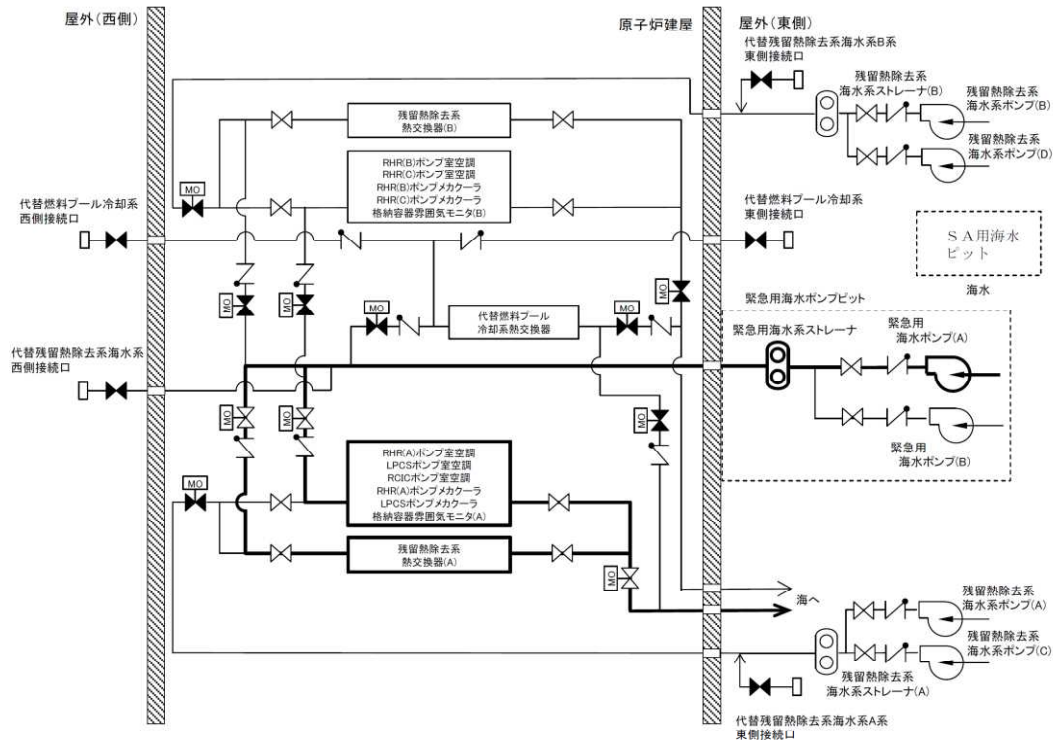 屋外(西側)
原子炉建屋
屋外(東側)
代替残留熱除去系海水系B系
東側接続口
残留熱除去系
海水系ストレーナ(B)
残留熱除去系
海水系ポンプ(B)
残留熱除去系
海水系ポンプ(D)
残留熱除去系
熱交換器(B)
RHR(B)ポンプ室空調
RHR(C)ポンプ室空調
RHR(B)ポンプメカクーラ
RHR(C)ポンプメカクーラ
格納容器雰囲気モニタ(B)
MO
代替燃料プール冷却系
西側接続口
代替燃料プール冷却系
東側接続口
SA用海水
ピット
海水
MO
MO
MO
MO
MO
代替燃料プール
冷却系熱交換器
緊急用海水ポンプピット
緊急用海水系ストレーナ
緊急用
海水ポンプ(A)
代替残留熱除去系海水系
西側接続口
MO
MO
MO
緊急用
海水ポンプ(B)
RHR(A)ポンプ室空調
LPCSポンプ室空調
RCICポンプ室空調
RHR(A)ポンプメカクーラ
LPCSポンプメカクーラ
格納容器雰囲気モニタ(A)
MO
残留熱除去系
熱交換器(A)
MO
海へ
残留熱除去系
海水系ポンプ(A)
残留熱除去系
海水系ポンプ(C)
残留熱除去系
海水系ストレーナ(A)
代替残留熱除去系海水系A系
東側接続口